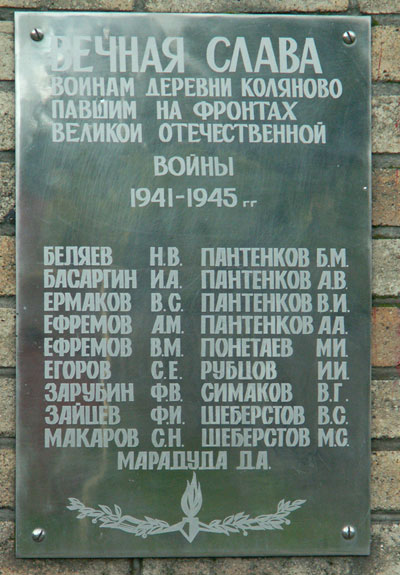 ВЕЧНАЯ СЛАВА
ВОИНАМ ДЕРЕВНИ КОЛЯНОВО
ПАВШИМ НА ФРОНТАХ
ВЕЛИКОЙ ОТЕЧЕСТВЕННОЙ
ВОЙНЫ
1941-1945 гг
БЕЛЯЕВ Н.В. ПАНТЕНКОВ Б.М.
БАСАРГИН И.А. ПАНТЕНКОВ А.В.
ЕРМАКОВ В.С. ПАНТЕНКОВ В.И.
ЕФРЕМОВ А.М. ПАНТЕНКОВ А.А.
ЕФРЕМОВ В.М. ПОНЕТАЕВ М.И.
ЕГОРОВ С.Е. РУБЦОВ И.И.
ЗАРУБИН Ф.В. СИМАКОВ В.Г.
ЗАЙЦЕВ Ф.И. ШЕБЕРСТОВ В.С.
МАКАРОВ С.Н. ШЕБЕРСТОВ М.С.
МАРАДУДА Д.А.